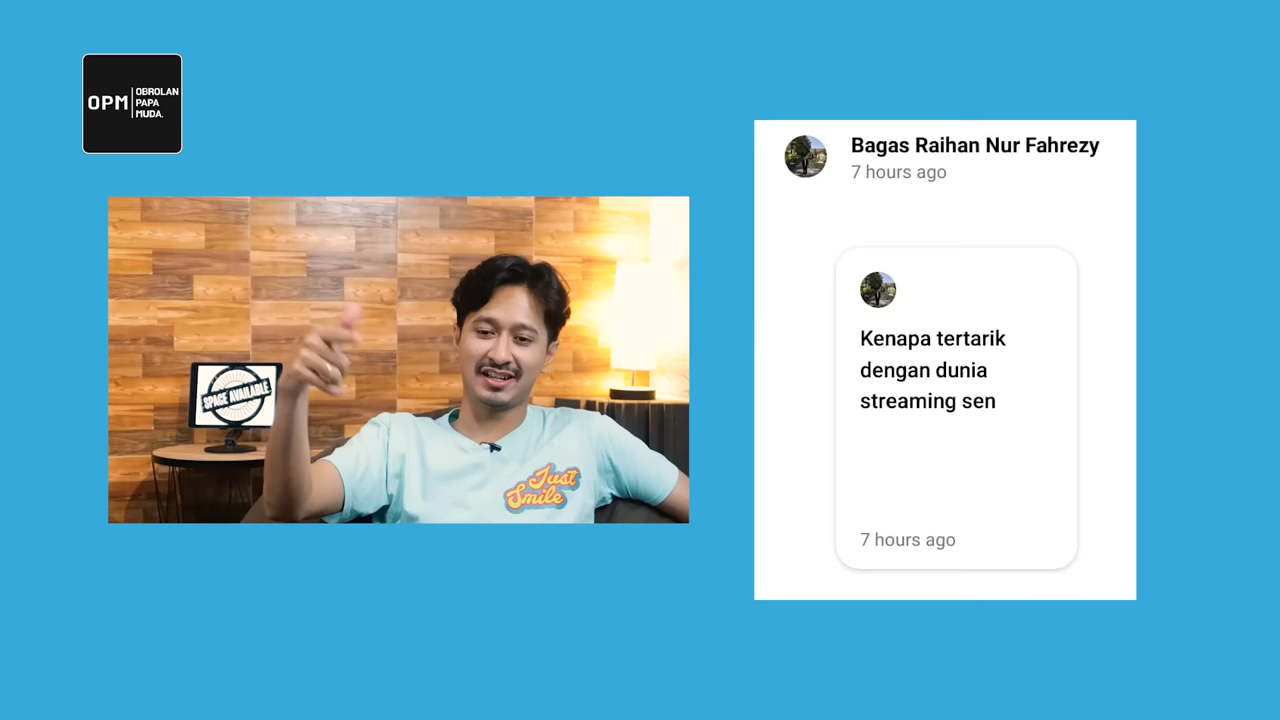 OPM
OBROLAN
PAPA
MUDA.
SPACE AVAILABLE
Just
Smile
Bagas Raihan Nur Fahrezy
7 hours ago
Kenapa tertarik
dengan dunia
streaming sen
7 hours ago